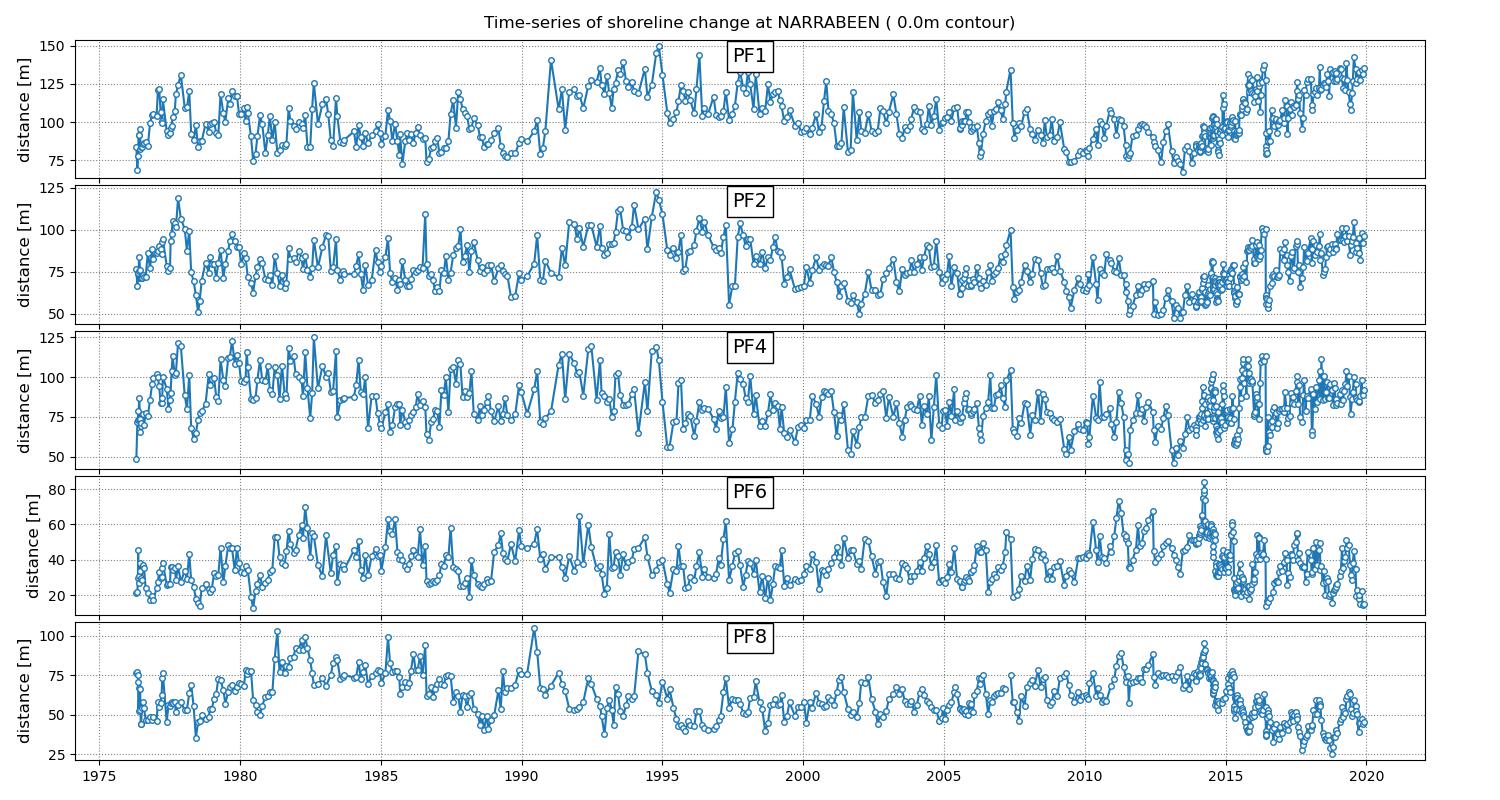 Time-series of shoreline change at NARRABEEN ( 0.0m contour)
PF1
distance [m]
150
125
100
75
PF2
distance [m]
125
100
75
50
PF4
distance [m]
125
100
75
50
PF6
distance [m]
80
60
40
20
PF8
distance [m]
100
75
50
25
1975 1980 1985 1990 1995 2000 2005 2010 2015 2020